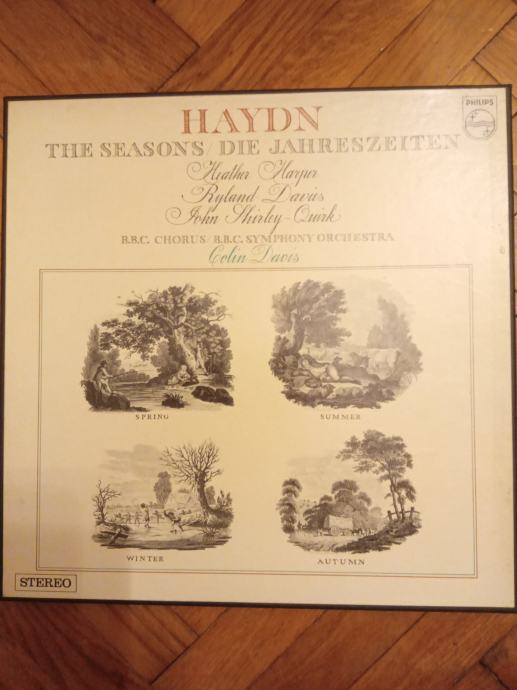 HAYDN
PHILIPS
THE SEASONS / DIE JAHRESZEITEN
Heather Harper
Ryland Davies
John Shirley-Quirk
B.B.C. CHORUS / B.B.C. SYMPHONY ORCHESTRA
Colin Davis
SPRING
SUMMER
WINTER
AUTUMN
STEREO